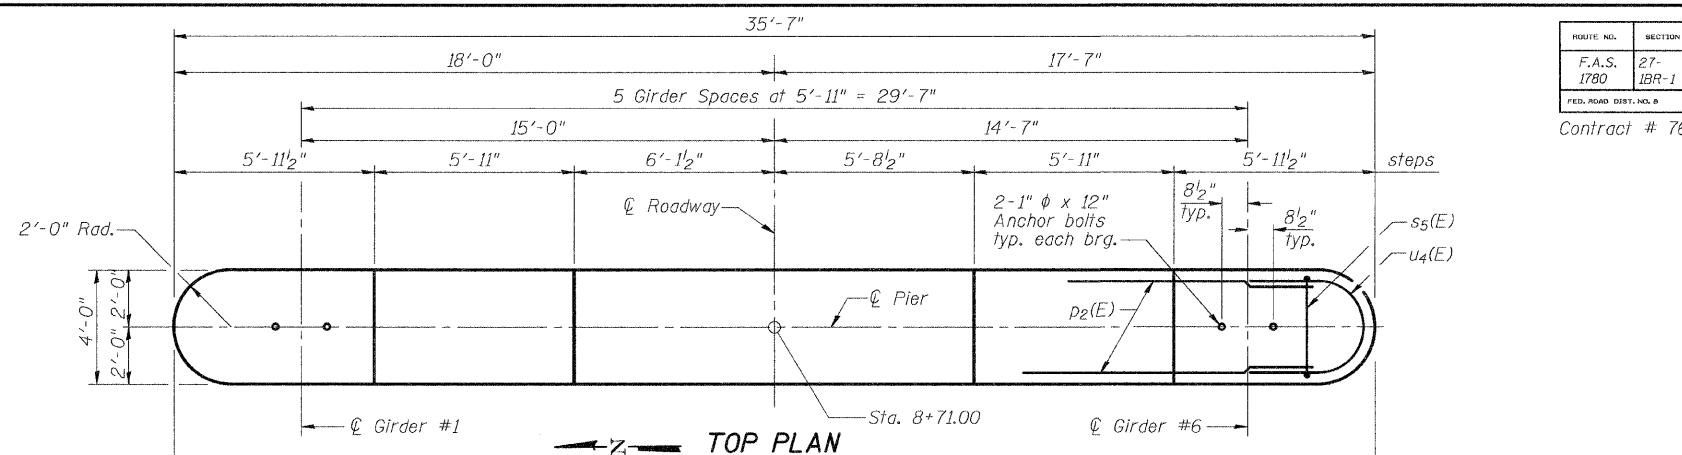 35'-7"
18'-0"
17'-7"
5 Girder Spaces at 5'-11" = 29'-7"
15'-0"
14'-7"
5'-11½"
5'-11"
6'-1½"
5'-8½"
5'-11"
5'-11½"
steps
ROUTE NO.
SECTION
F.A.S.
1780
27-
1BR-1
FED. ROAD DIST. NO. 8
Contract # 76
℄ Roadway
2-1" ϕ x 12"
Anchor bolts
typ. each brg.
8½"
typ.
8½"
typ.
s5(E)
u4(E)
2'-0" Rad.
4'-0"
2'-0"
2'-0"
℄ Pier
p2(E)
Sta. 8+71.00
℄ Girder #1
℄ Girder #6
N
TOP PLAN